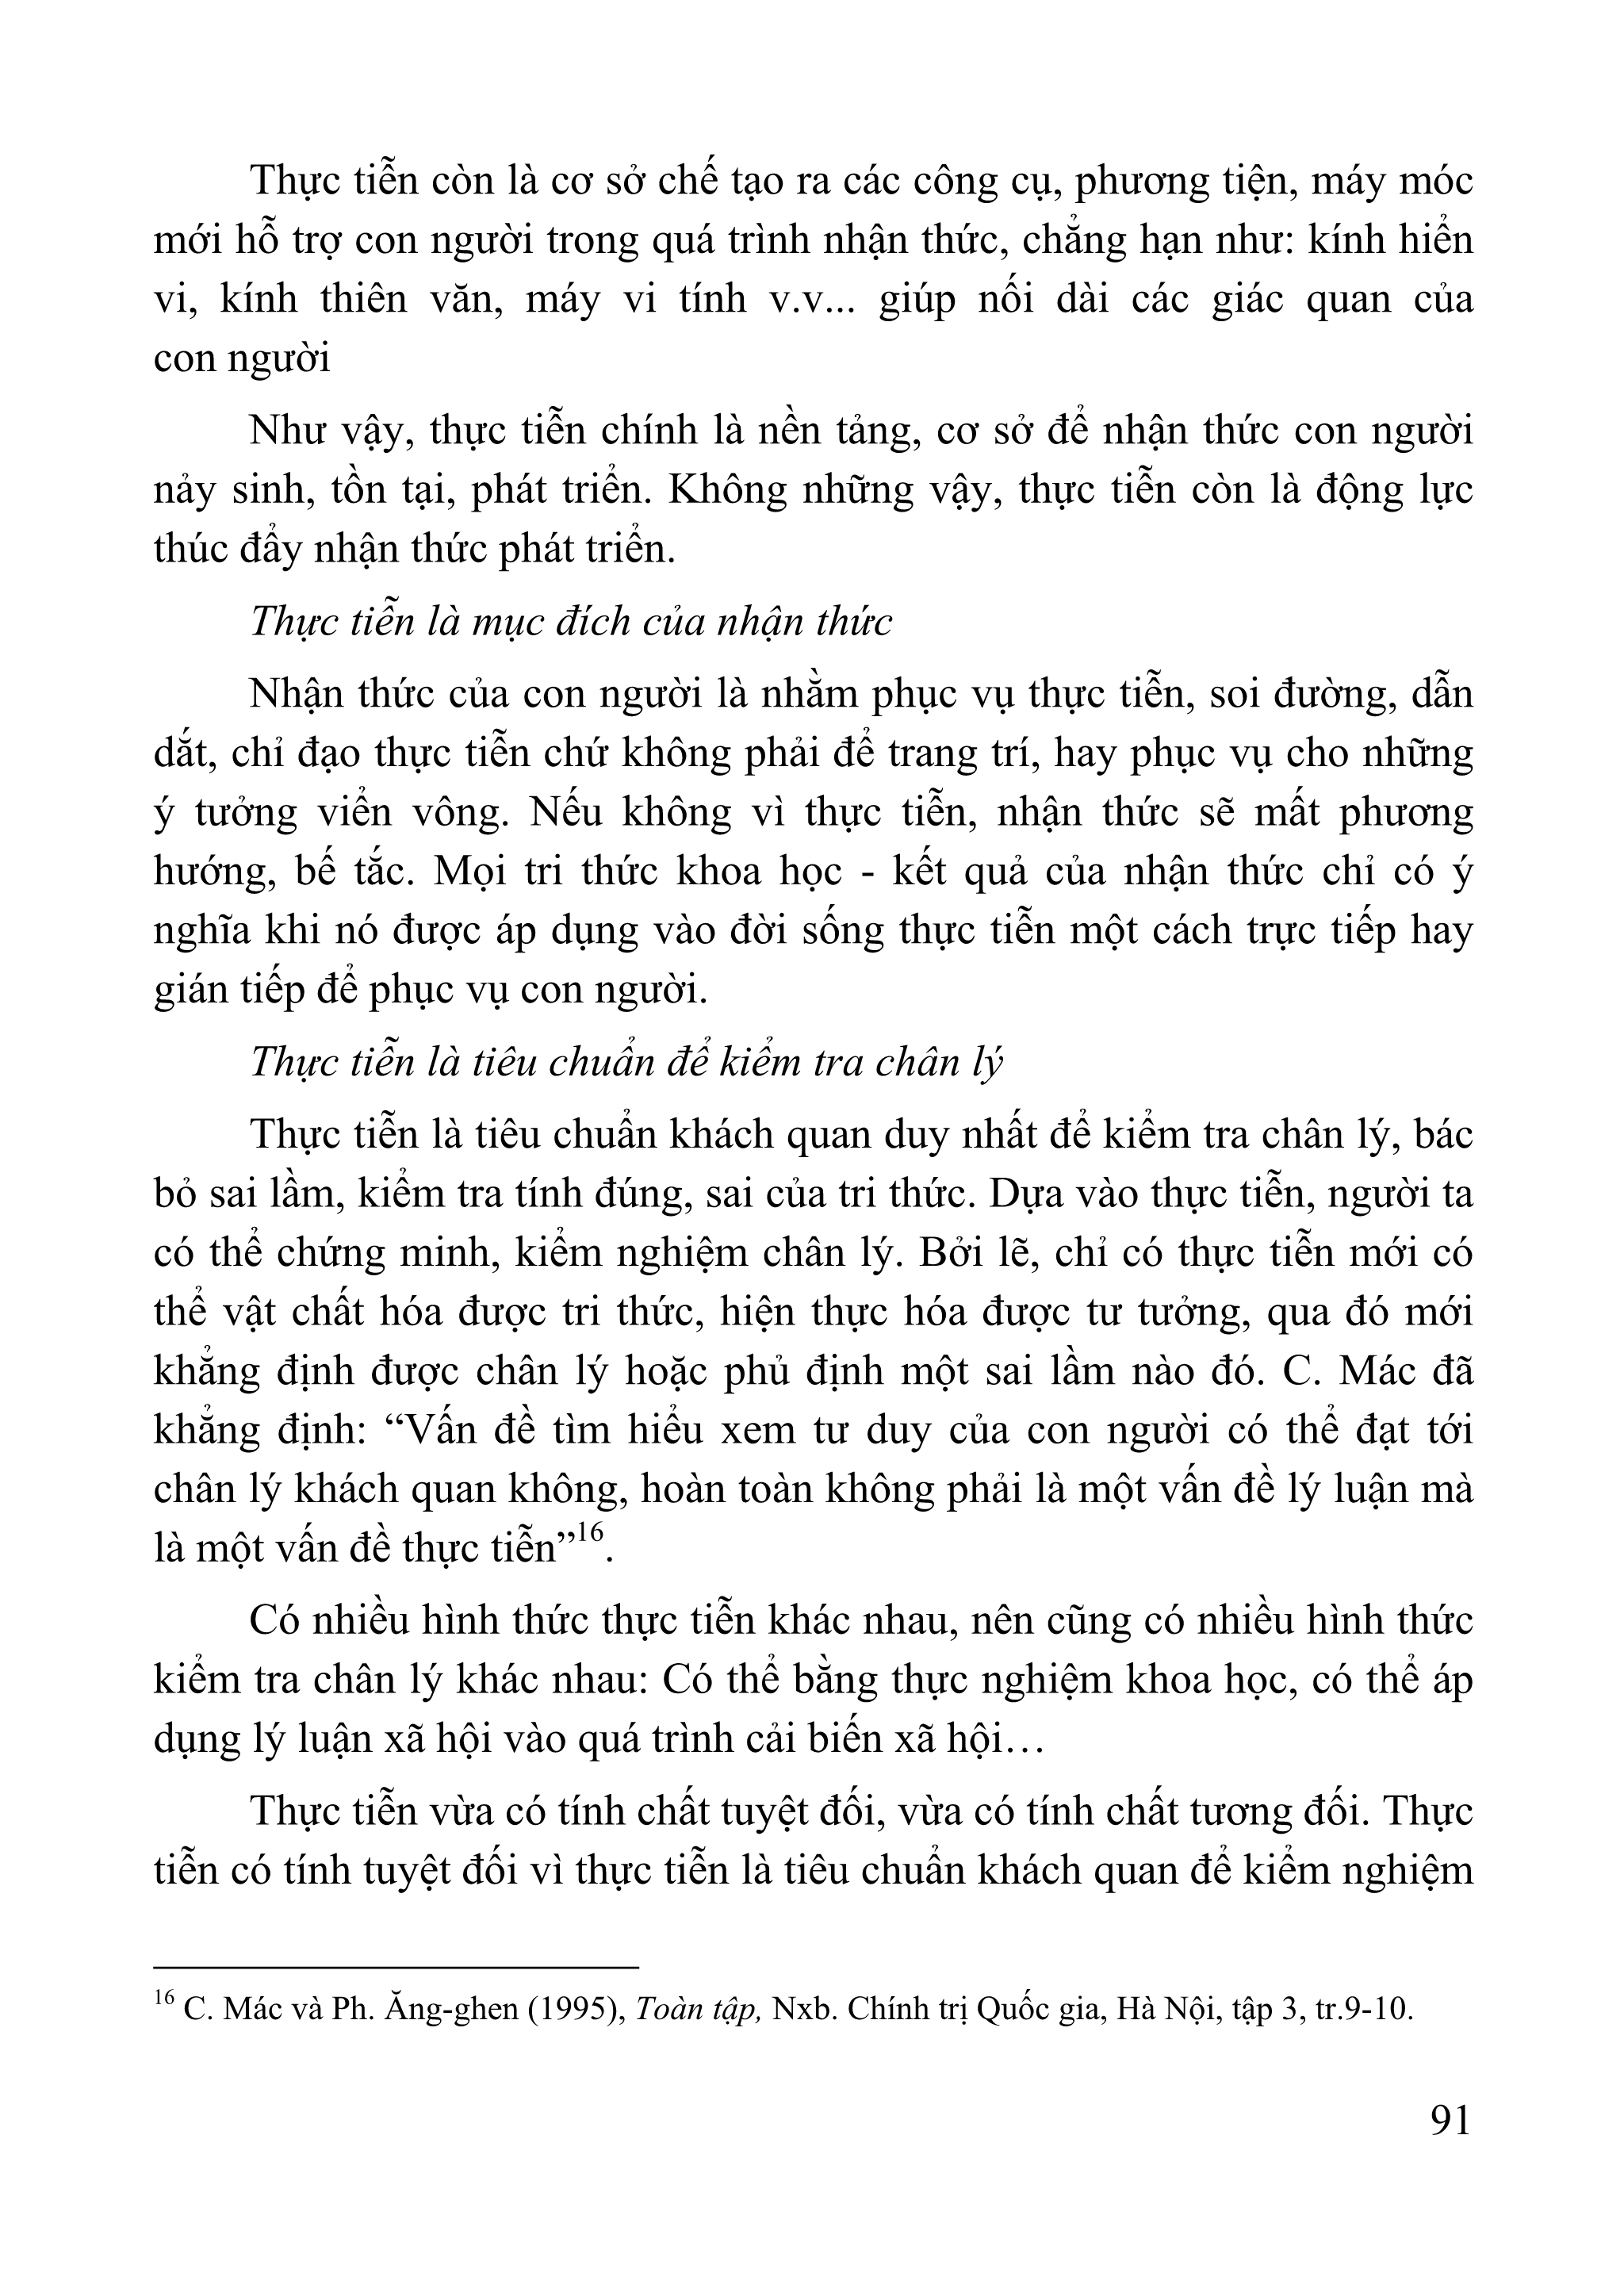 Thực tiễn còn là cơ sở chế tạo ra các công cụ, phương tiện, máy móc
mới hỗ trợ con người trong quá trình nhận thức, chẳng hạn như: kính hiển
vi, kính thiên văn, máy vi tính v.v... giúp nối dài các giác quan của
con người
Như vậy, thực tiễn chính là nền tảng, cơ sở để nhận thức con người
nảy sinh, tồn tại, phát triển. Không những vậy, thực tiễn còn là động lực
thúc đẩy nhận thức phát triển.
Thực tiễn là mục đích của nhận thức
Nhận thức của con người là nhằm phục vụ thực tiễn, soi đường, dẫn
dắt, chỉ đạo thực tiễn chứ không phải để trang trí, hay phục vụ cho những
ý tưởng viển vông. Nếu không vì thực tiễn, nhận thức sẽ mất phương
hướng, bế tắc. Mọi tri thức khoa học - kết quả của nhận thức chỉ có ý
nghĩa khi nó được áp dụng vào đời sống thực tiễn một cách trực tiếp hay
gián tiếp để phục vụ con người.
Thực tiễn là tiêu chuẩn để kiểm tra chân lý
Thực tiễn là tiêu chuẩn khách quan duy nhất để kiểm tra chân lý, bác
bỏ sai lầm, kiểm tra tính đúng, sai của tri thức. Dựa vào thực tiễn, người ta
có thể chứng minh, kiểm nghiệm chân lý. Bởi lẽ, chỉ có thực tiễn mới có
thể vật chất hóa được tri thức, hiện thực hóa được tư tưởng, qua đó mới
khẳng định được chân lý hoặc phủ định một sai lầm nào đó. C. Mác đã
khẳng định: “Vấn đề tìm hiểu xem tư duy của con người có thể đạt tới
chân lý khách quan không, hoàn toàn không phải là một vấn đề lý luận mà
là một vấn đề thực tiễn”16.
Có nhiều hình thức thực tiễn khác nhau, nên cũng có nhiều hình thức
kiểm tra chân lý khác nhau: Có thể bằng thực nghiệm khoa học, có thể áp
dụng lý luận xã hội vào quá trình cải biến xã hội…
Thực tiễn vừa có tính chất tuyệt đối, vừa có tính chất tương đối. Thực
tiễn có tính tuyệt đối vì thực tiễn là tiêu chuẩn khách quan để kiểm nghiệm
16 C. Mác và Ph. Ăng-ghen (1995), Toàn tập, Nxb. Chính trị Quốc gia, Hà Nội, tập 3, tr.9-10.
91